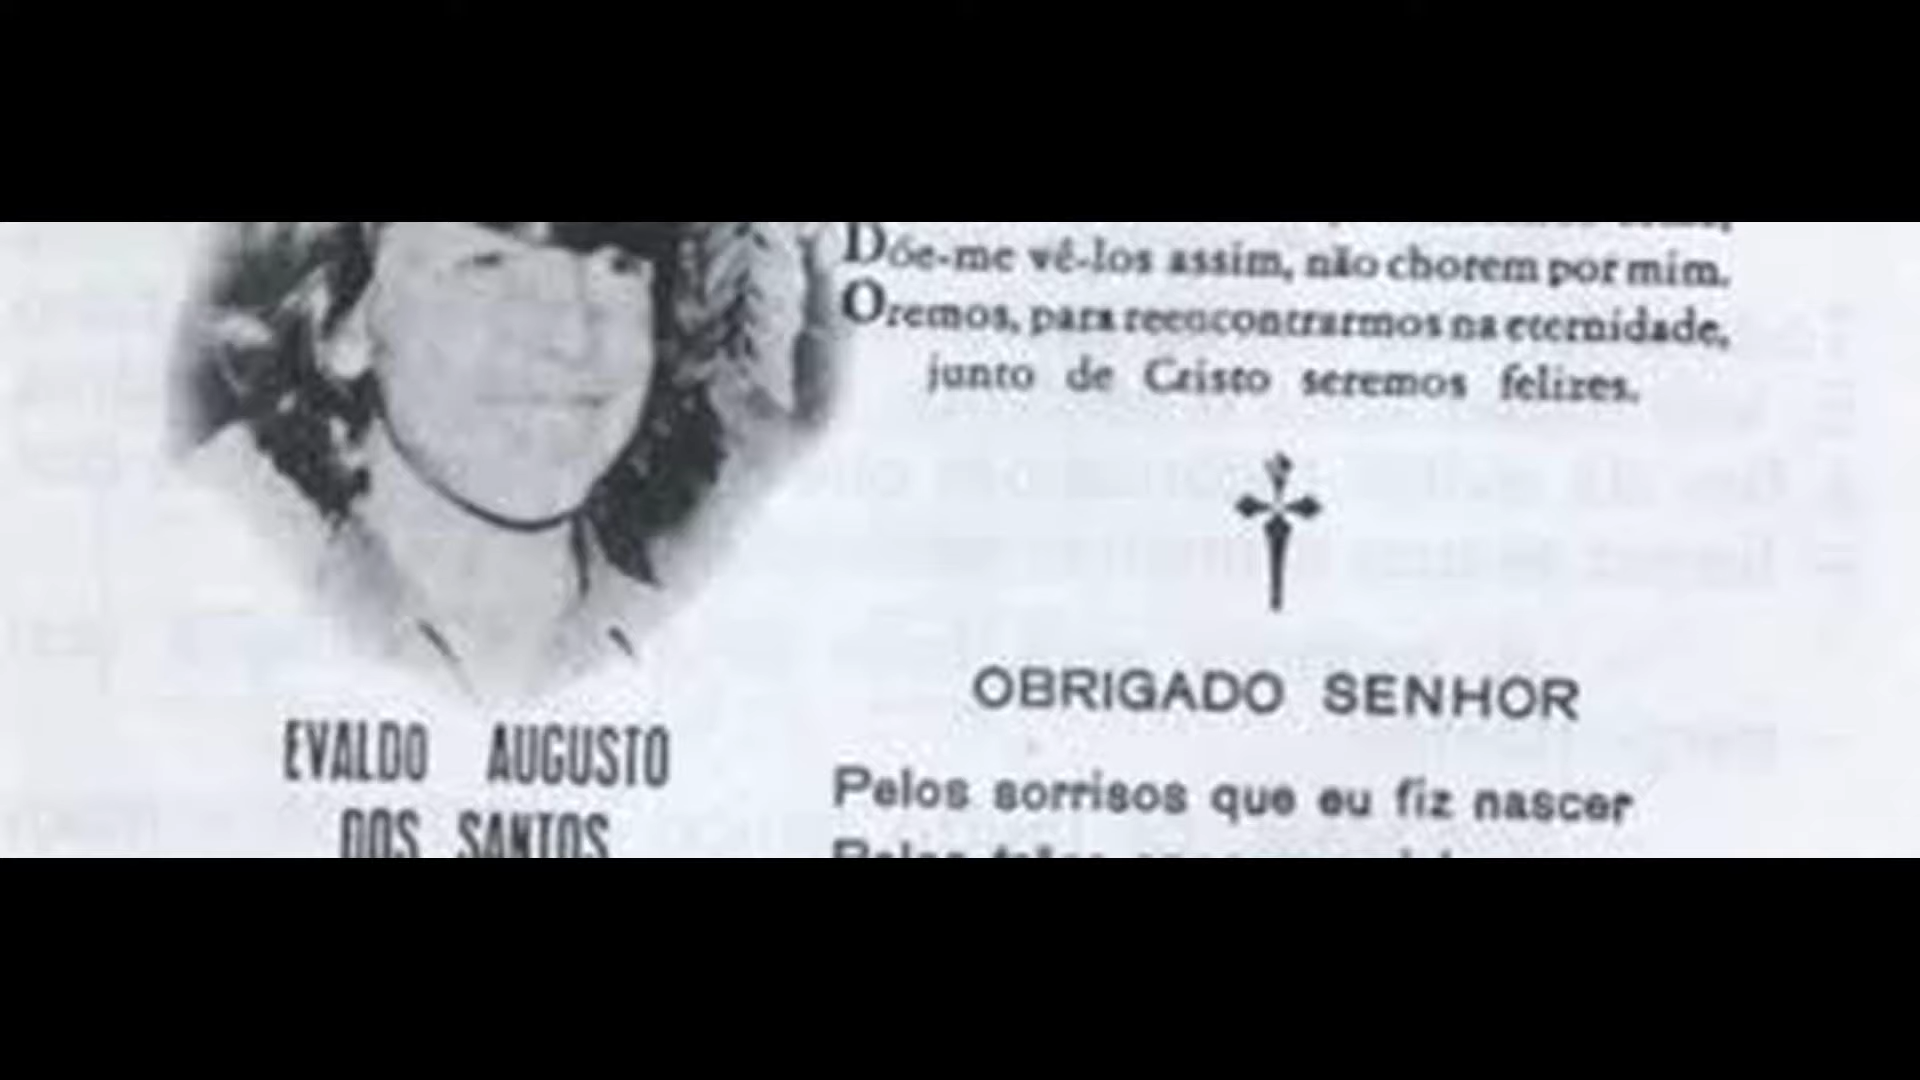 Dóe-me vê-los assim, não chorem por mim.
Oremos, para reencontrarmos na eternidade,
junto de Cristo seremos felizes.
OBRIGADO SENHOR
Pelos sorrisos que eu fiz nascer
EVALDO AUGUSTO
DOS SANTOS